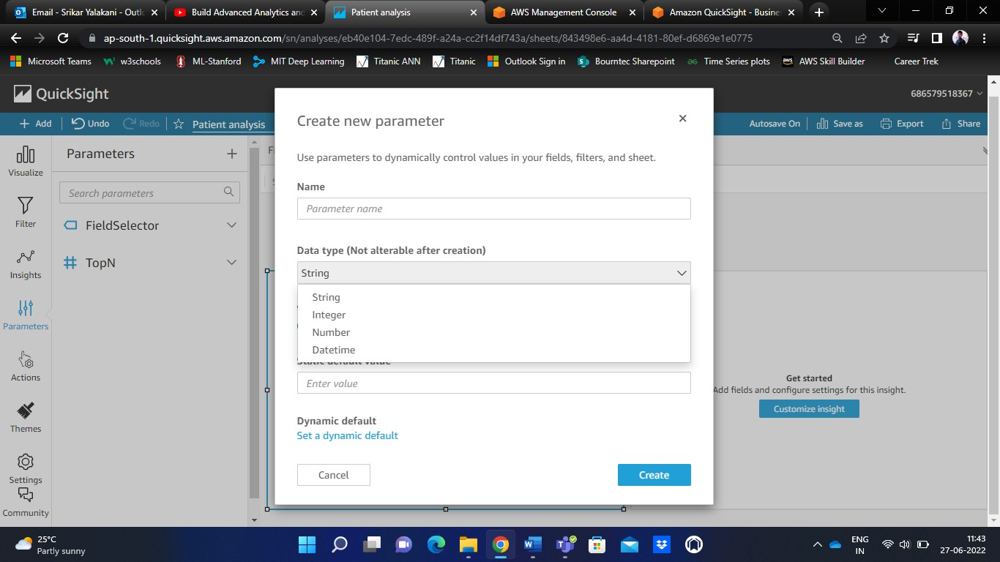 Email - Srikar Yalakani - Outlo
Build Advanced Analytics and
Patient analysis
AWS Management Console
Amazon QuickSight - Busine
ap-south-1.quicksight.aws.amazon.com/sn/analyses/eb40e104-7edc-489f-a24a-cc2f14df743a/sheets/843498e6-aa4d-4181-80ef-d6869e1e0775
Microsoft Teams
w3schools
ML-Stanford
MIT Deep Learning
Titanic ANN
Titanic
Outlook Sign in
Bourntec Sharepoint
Time Series plots
aws
AWS Skill Builder
Career Trek
QuickSight
686579518367
Add
Undo
Redo
Patient analysis
Autosave On
Save as
Export
Share
Visualize
Filter
Insights
Parameters
Actions
Themes
Settings
Community
Parameters
Search parameters
FieldSelector
TopN
Create new parameter
Use parameters to dynamically control values in your fields, filters, and sheet.
Name
Parameter name
Data type (Not alterable after creation)
String
String
Integer
Number
Datetime
Static default value
Enter value
Dynamic default
Set a dynamic default
Cancel
Create
Get started
Add fields and configure settings for this insight.
Customize insight
25°C
Partly sunny
ENG
IN
11:43
27-06-2022